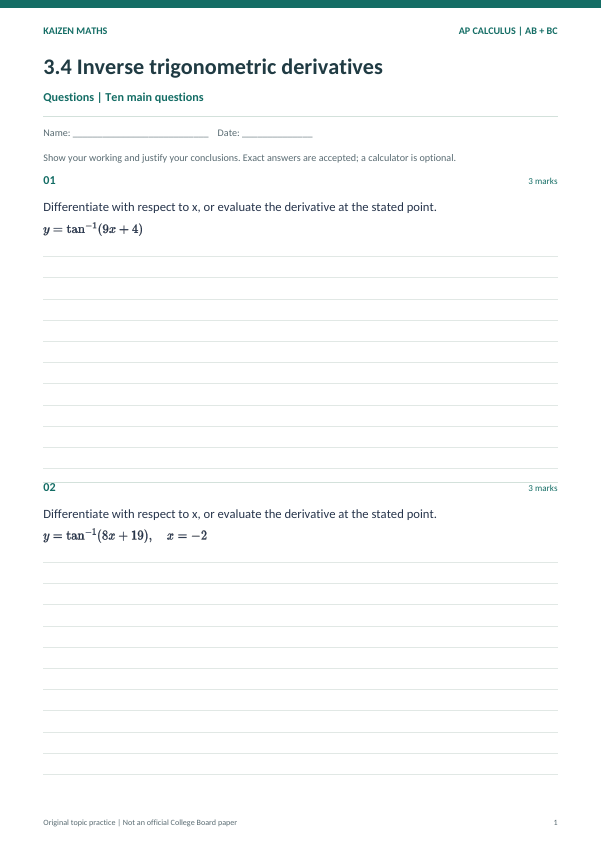 KAIZEN MATHS
AP CALCULUS | AB + BC
3.4 Inverse trigonometric derivatives
Questions | Ten main questions
Name: ____________________________ Date: ______________
Show your working and justify your conclusions. Exact answers are accepted; a calculator is optional.
01
3 marks
Differentiate with respect to x, or evaluate the derivative at the stated point.
y = tan⁻¹(9x + 4)
02
3 marks
Differentiate with respect to x, or evaluate the derivative at the stated point.
y = tan⁻¹(8x + 19), x = −2
Original topic practice | Not an official College Board paper
1